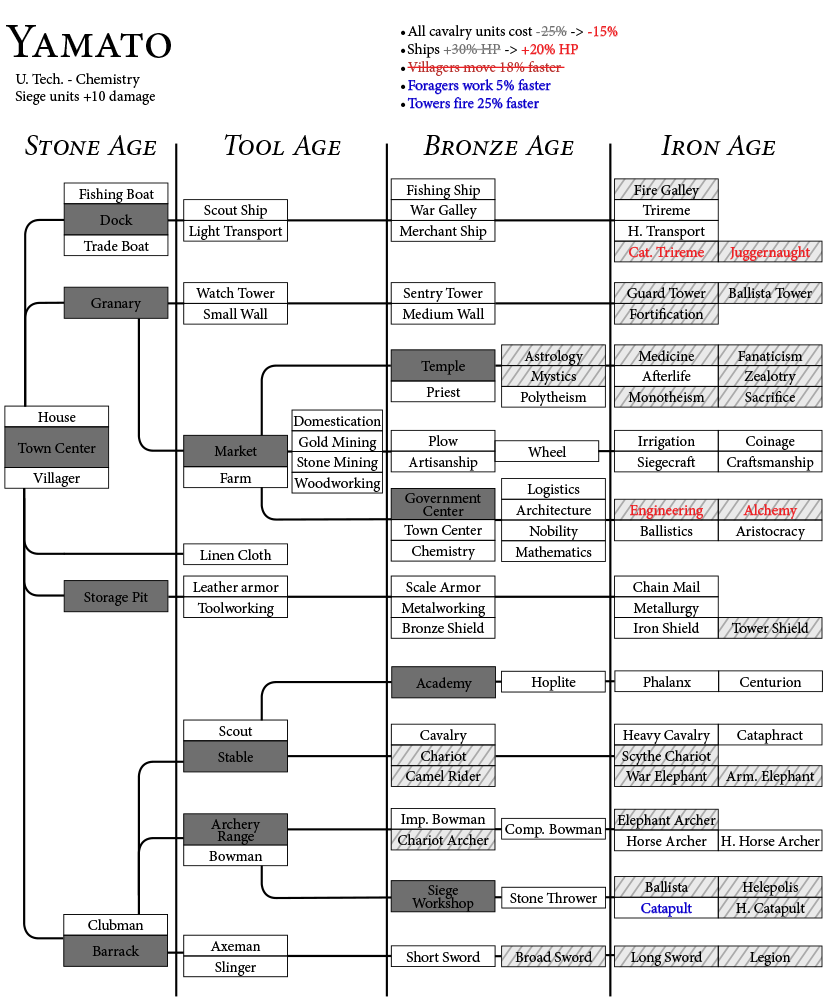 YAMATO
U. Tech. - Chemistry
Siege units +10 damage
•All cavalry units cost -25% -> -15%
•Ships +30% HP -> +20% HP
•Villagers move 18% faster
•Foragers work 5% faster
•Towers fire 25% faster
STONE AGE TOOL AGE BRONZE AGE IRON AGE
Fishing Boat
Dock
Trade Boat
Scout Ship
Light Transport
Fishing Ship
War Galley
Merchant Ship
Fire Galley
Trireme
H. Transport
Cat. Trireme Juggernaught
Granary
Watch Tower
Small Wall
Sentry Tower
Medium Wall
Guard Tower Ballista Tower
Fortification
Temple
Priest
Astrology
Mystics
Polytheism
Medicine Fanaticism
Afterlife Zealotry
Monotheism Sacrifice
House
Town Center
Villager
Market
Farm
Domestication
Gold Mining
Stone Mining
Woodworking
Plow
Artisanship
Wheel
Irrigation Coinage
Siegecraft Craftsmanship
Government
Center
Town Center
Chemistry
Logistics
Architecture
Nobility
Mathematics
Engineering Alchemy
Ballistics Aristocracy
Linen Cloth
Storage Pit
Leather armor
Toolworking
Scale Armor
Metalworking
Bronze Shield
Chain Mail
Metallurgy
Iron Shield Tower Shield
Academy
Hoplite
Phalanx Centurion
Scout
Stable
Cavalry
Chariot
Camel Rider
Heavy Cavalry Cataphract
Scythe Chariot
War Elephant Arm. Elephant
Archery
Range
Bowman
Imp. Bowman
Chariot Archer
Comp. Bowman
Elephant Archer
Horse Archer H. Horse Archer
Siege
Workshop
Stone Thrower
Ballista Helepolis
Catapult H. Catapult
Clubman
Barrack
Axeman
Slinger
Short Sword
Broad Sword
Long Sword Legion